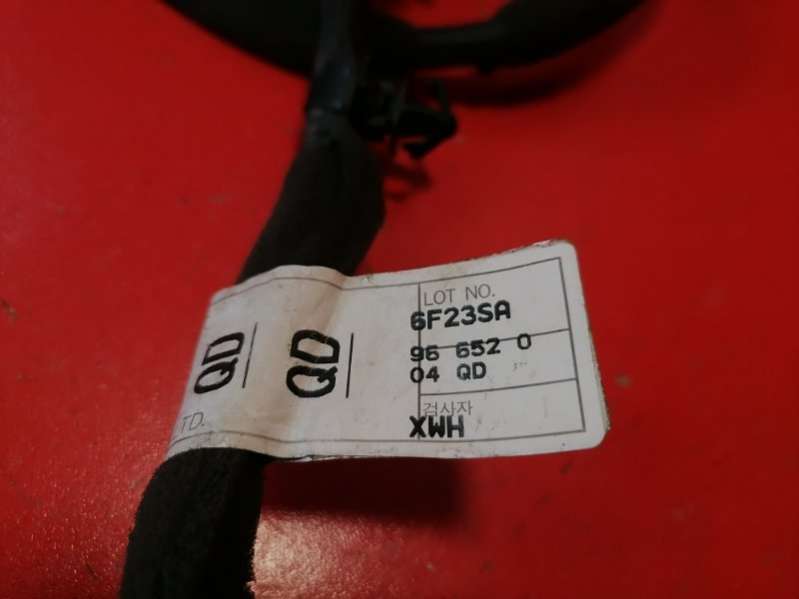 QD
QD
TD.
LOT NO.
6F23SA
96 652 0
04 QD
검사자
XWH